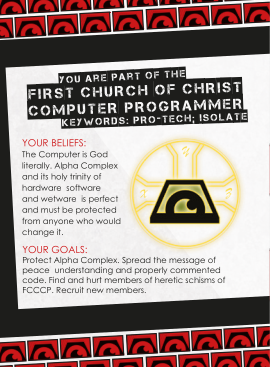 YOU ARE PART OF THE
FIRST CHURCH OF CHRIST
COMPUTER PROGRAMMER
KEYWORDS: PRO-TECH; ISOLATE
YOUR BELIEFS:
The Computer is God
literally. Alpha Complex
and its holy trinity of
hardware software
and wetware is perfect
and must be protected
from anyone who would
change it.
YOUR GOALS:
Protect Alpha Complex. Spread the message of
peace understanding and properly commented
code. Find and hurt members of heretic schisms of
FCCCP. Recruit new members.